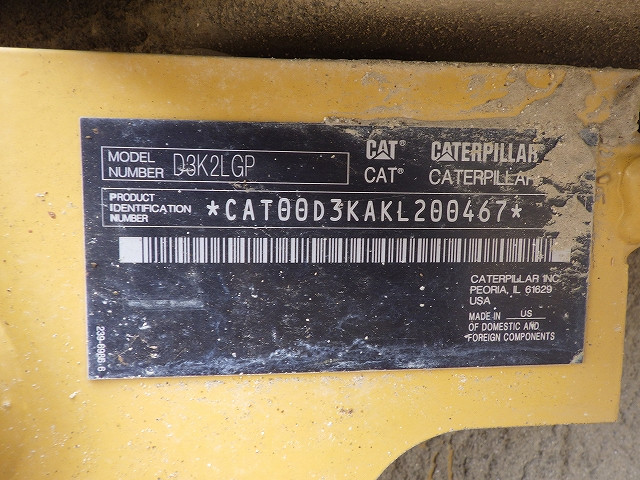 MODEL NUMBER D3K2LGP
CAT® CATERPILLAR
CAT® CATERPILLAR
PRODUCT IDENTIFICATION NUMBER *CAT00D3KAKL200467*
CATERPILLAR INC
PEORIA, IL 61629
USA
MADE IN US
OF DOMESTIC AND
FOREIGN COMPONENTS